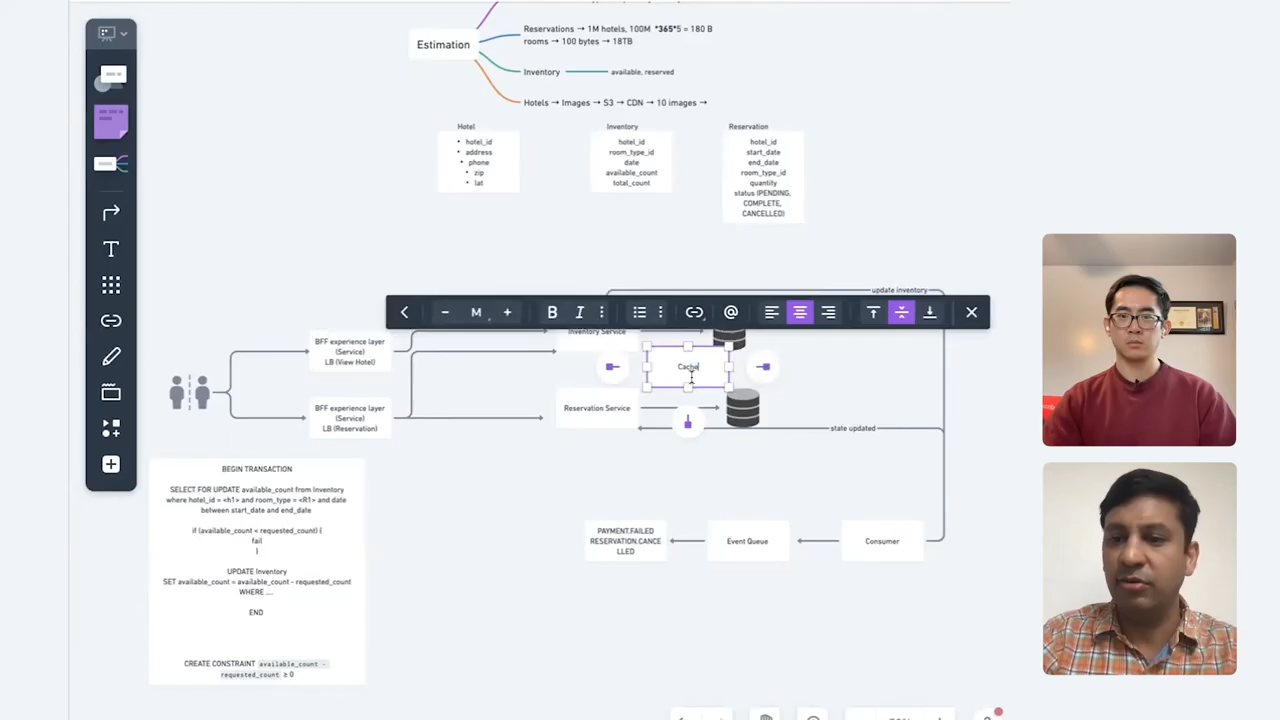 Estimation
Reservations → 1M hotels, 100M *365*5 = 180 B
rooms → 100 bytes → 18TB
Inventory
available, reserved
Hotels → Images → S3 → CDN → 10 images →
Hotel
• hotel_id
• address
• phone
• zip
• lat
Inventory
hotel_id
room_type_id
date
available_count
total_count
Reservation
hotel_id
start_date
end_date
room_type_id
quantity
status (PENDING,
COMPLETE,
CANCELLED)
update inventory
M
B
I
@
T
BFF experience layer
(Service)
LB (View Hotel)
Inventory Service
Cache
BFF experience layer
(Service)
LB (Reservation)
Reservation Service
state updated
BEGIN TRANSACTION
SELECT FOR UPDATE available_count from Inventory
where hotel_id = <h1> and room_type = <R1> and date
between start_date and end_date
if (available_count < requested_count) {
fail
}
UPDATE Inventory
SET available_count = available_count - requested_count
WHERE ....
END
CREATE CONSTRAINT available_count -
requested_count ≥ 0
PAYMENT.FAILED
RESERVATION.CANCE
LLED
Event Queue
Consumer